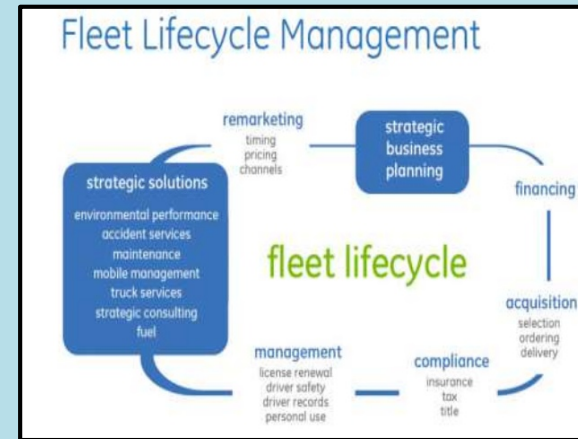 Fleet Lifecycle Management
remarketing
timing
pricing
channels
strategic
business
planning
financing
strategic solutions
environmental performance
accident services
maintenance
mobile management
truck services
strategic consulting
fuel
fleet lifecycle
acquisition
selection
ordering
delivery
management
license renewal
driver safety
driver records
personal use
compliance
insurance
tax
title